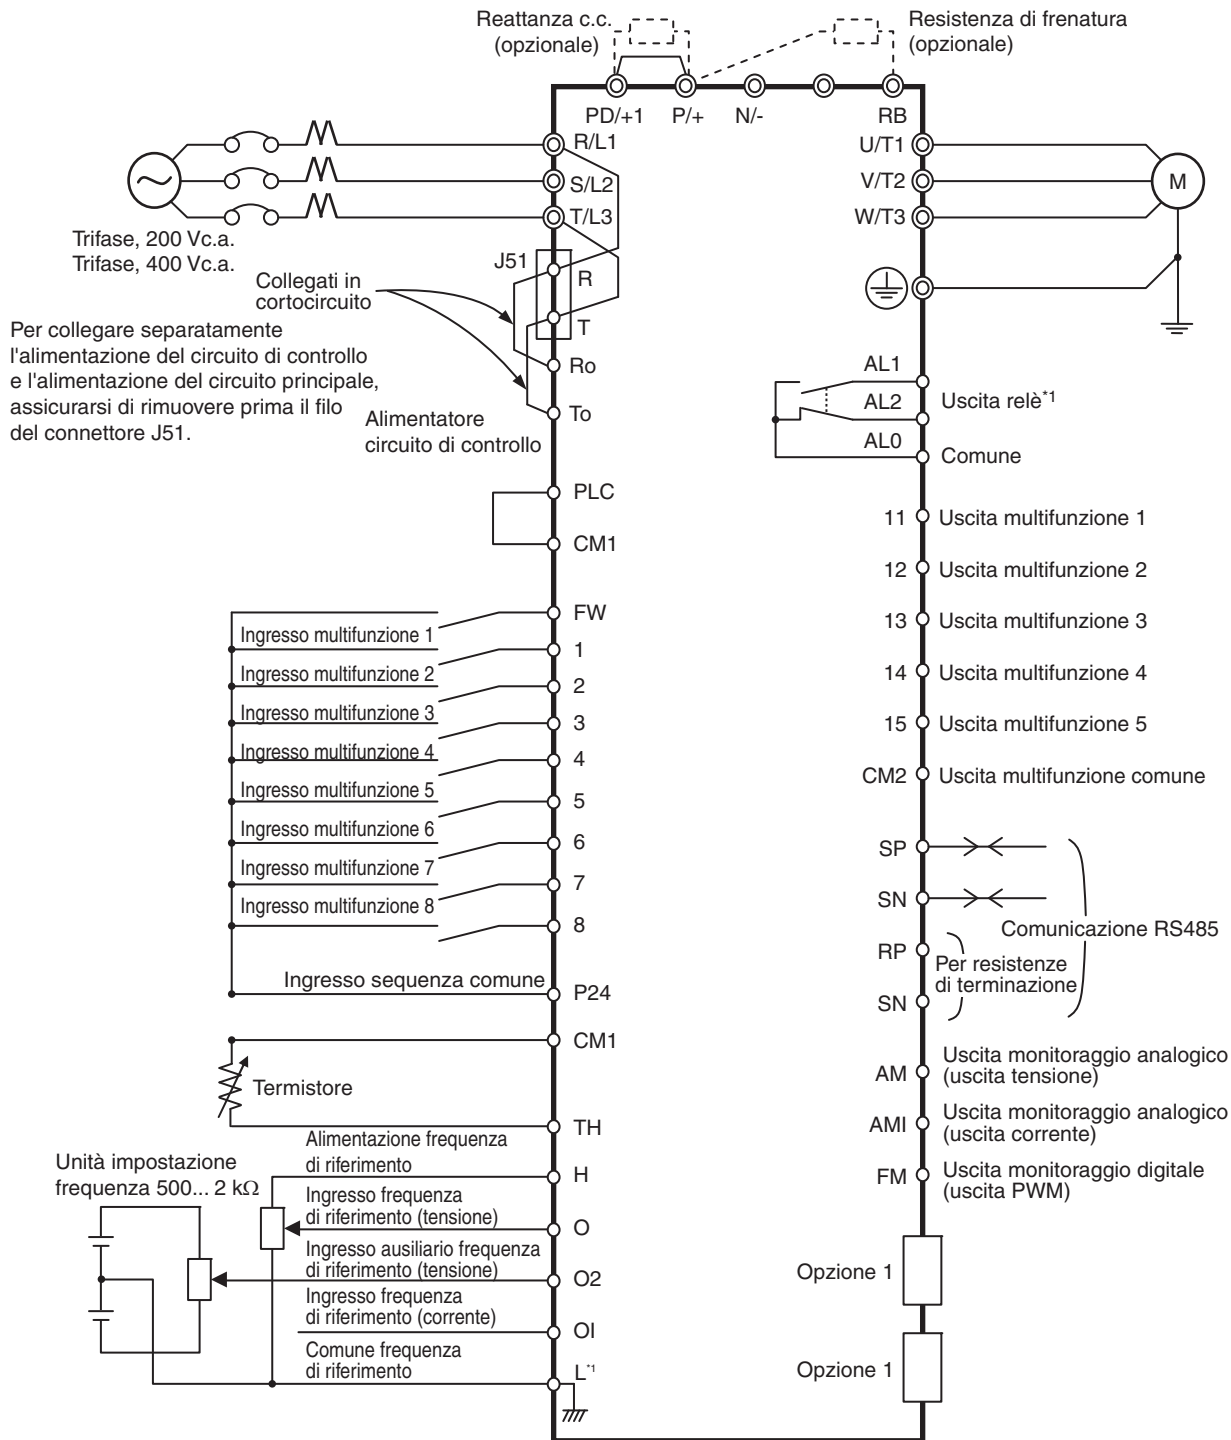 Reattanza c.c.
(opzionale)
Resistenza di frenatura
(opzionale)
PD/+1
P/+
N/-
RB
R/L1
S/L2
T/L3
U/T1
V/T2
W/T3
M
Trifase, 200 Vc.a.
Trifase, 400 Vc.a.
J51
R
T
Collegati in
cortocircuito
Per collegare separatamente
l'alimentazione del circuito di controllo
e l'alimentazione del circuito principale,
assicurarsi di rimuovere prima il filo
del connettore J51.
Ro
To
Alimentatore
circuito di controllo
AL1
AL2
Uscita relè*1
AL0
Comune
PLC
CM1
11 Uscita multifunzione 1
12 Uscita multifunzione 2
13 Uscita multifunzione 3
14 Uscita multifunzione 4
15 Uscita multifunzione 5
CM2 Uscita multifunzione comune
FW
Ingresso multifunzione 1
1
Ingresso multifunzione 2
2
Ingresso multifunzione 3
3
Ingresso multifunzione 4
4
Ingresso multifunzione 5
5
Ingresso multifunzione 6
6
Ingresso multifunzione 7
7
Ingresso multifunzione 8
8
Ingresso sequenza comune
P24
SP
SN
Comunicazione RS485
RP
Per resistenze
di terminazione
SN
CM1
Termistore
TH
AM
Uscita monitoraggio analogico
(uscita tensione)
AMI
Uscita monitoraggio analogico
(uscita corrente)
FM
Uscita monitoraggio digitale
(uscita PWM)
Unità impostazione
frequenza 500... 2 kΩ
Alimentazione frequenza
di riferimento
H
Ingresso frequenza
di riferimento (tensione)
O
Ingresso ausiliario frequenza
di riferimento (tensione)
O2
Ingresso frequenza
di riferimento (corrente)
OI
Comune frequenza
di riferimento
L*1
Opzione 1
Opzione 1